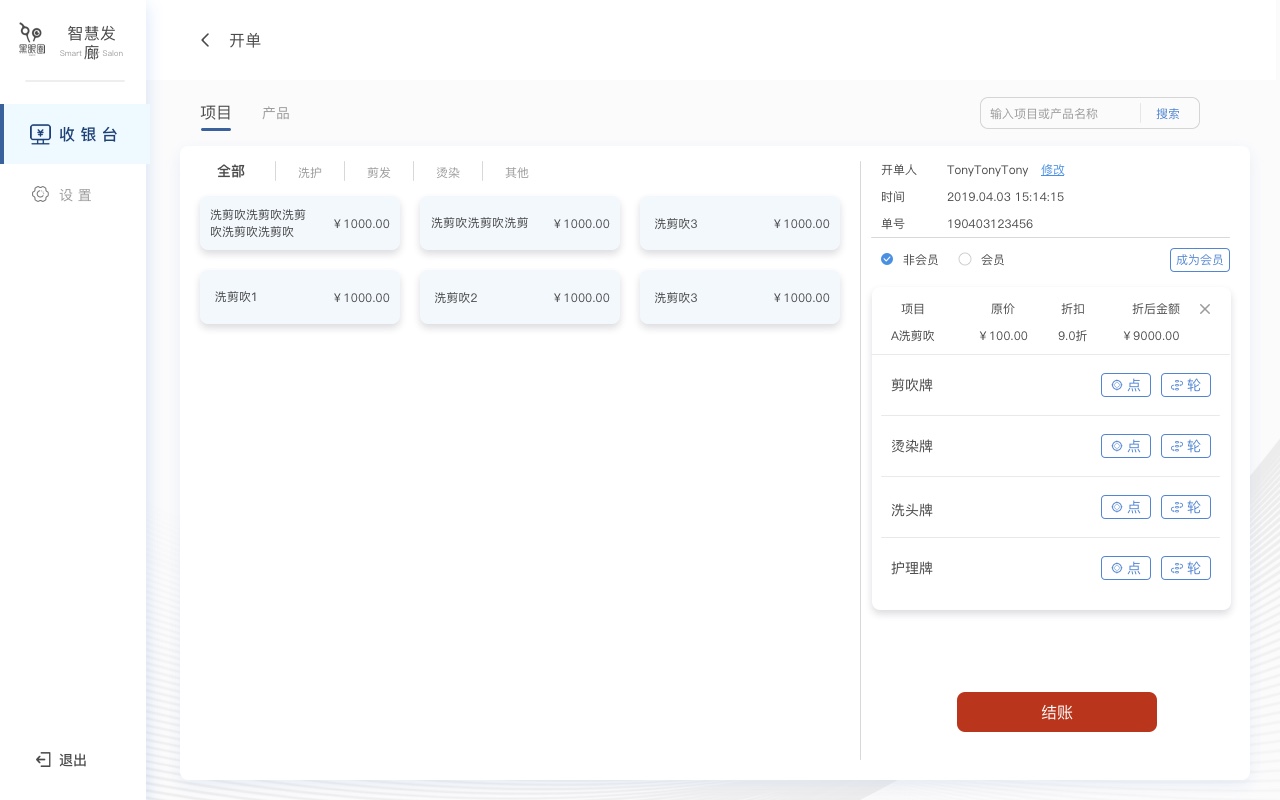 黑眼圈
智慧发
Smart 廊 Salon
开单
收银台
设置
退出
项目
产品
输入项目或产品名称
搜索
全部
洗护
剪发
烫染
其他
洗剪吹洗剪吹洗剪
吹洗剪吹洗剪吹
¥1000.00
洗剪吹洗剪吹洗剪
¥1000.00
洗剪吹3
¥1000.00
洗剪吹1
¥1000.00
洗剪吹2
¥1000.00
洗剪吹3
¥1000.00
开单人 TonyTonyTony 修改
时间 2019.04.03 15:14:15
单号 190403123456
非会员
会员
成为会员
项目 原价 折扣 折后金额
A洗剪吹 ¥100.00 9.0折 ¥9000.00
剪吹牌 点 轮
烫染牌 点 轮
洗头牌 点 轮
护理牌 点 轮
结账